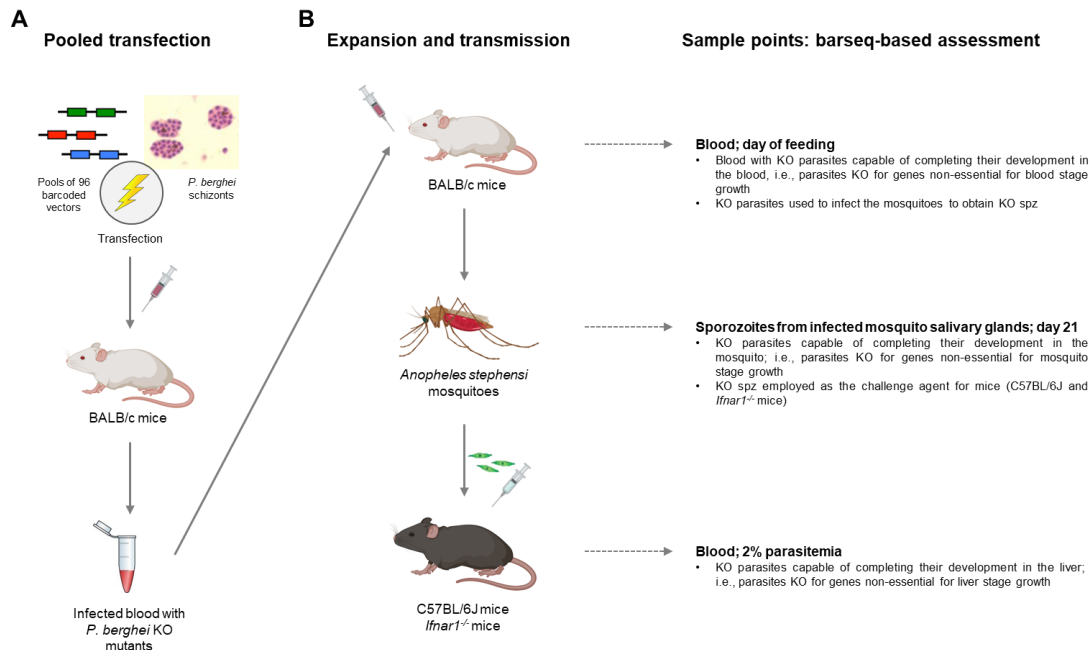 A
Pooled transfection
Pools of 96
barcoded
vectors
P. berghei
schizonts
Transfection
BALB/c mice
Infected blood with
P. berghei KO
mutants
B
Expansion and transmission
BALB/c mice
Anopheles stephensi
mosquitoes
C57BL/6J mice
Ifnar1-/- mice
Sample points: barseq-based assessment
Blood; day of feeding
• Blood with KO parasites capable of completing their development in
the blood, i.e., parasites KO for genes non-essential for blood stage
growth
• KO parasites used to infect the mosquitoes to obtain KO spz
Sporozoites from infected mosquito salivary glands; day 21
• KO parasites capable of completing their development in the
mosquito; i.e., parasites KO for genes non-essential for mosquito
stage growth
• KO spz employed as the challenge agent for mice (C57BL/6J and
Ifnar1-/- mice)
Blood; 2% parasitemia
• KO parasites capable of completing their development in the liver;
i.e., parasites KO for genes non-essential for liver stage growth